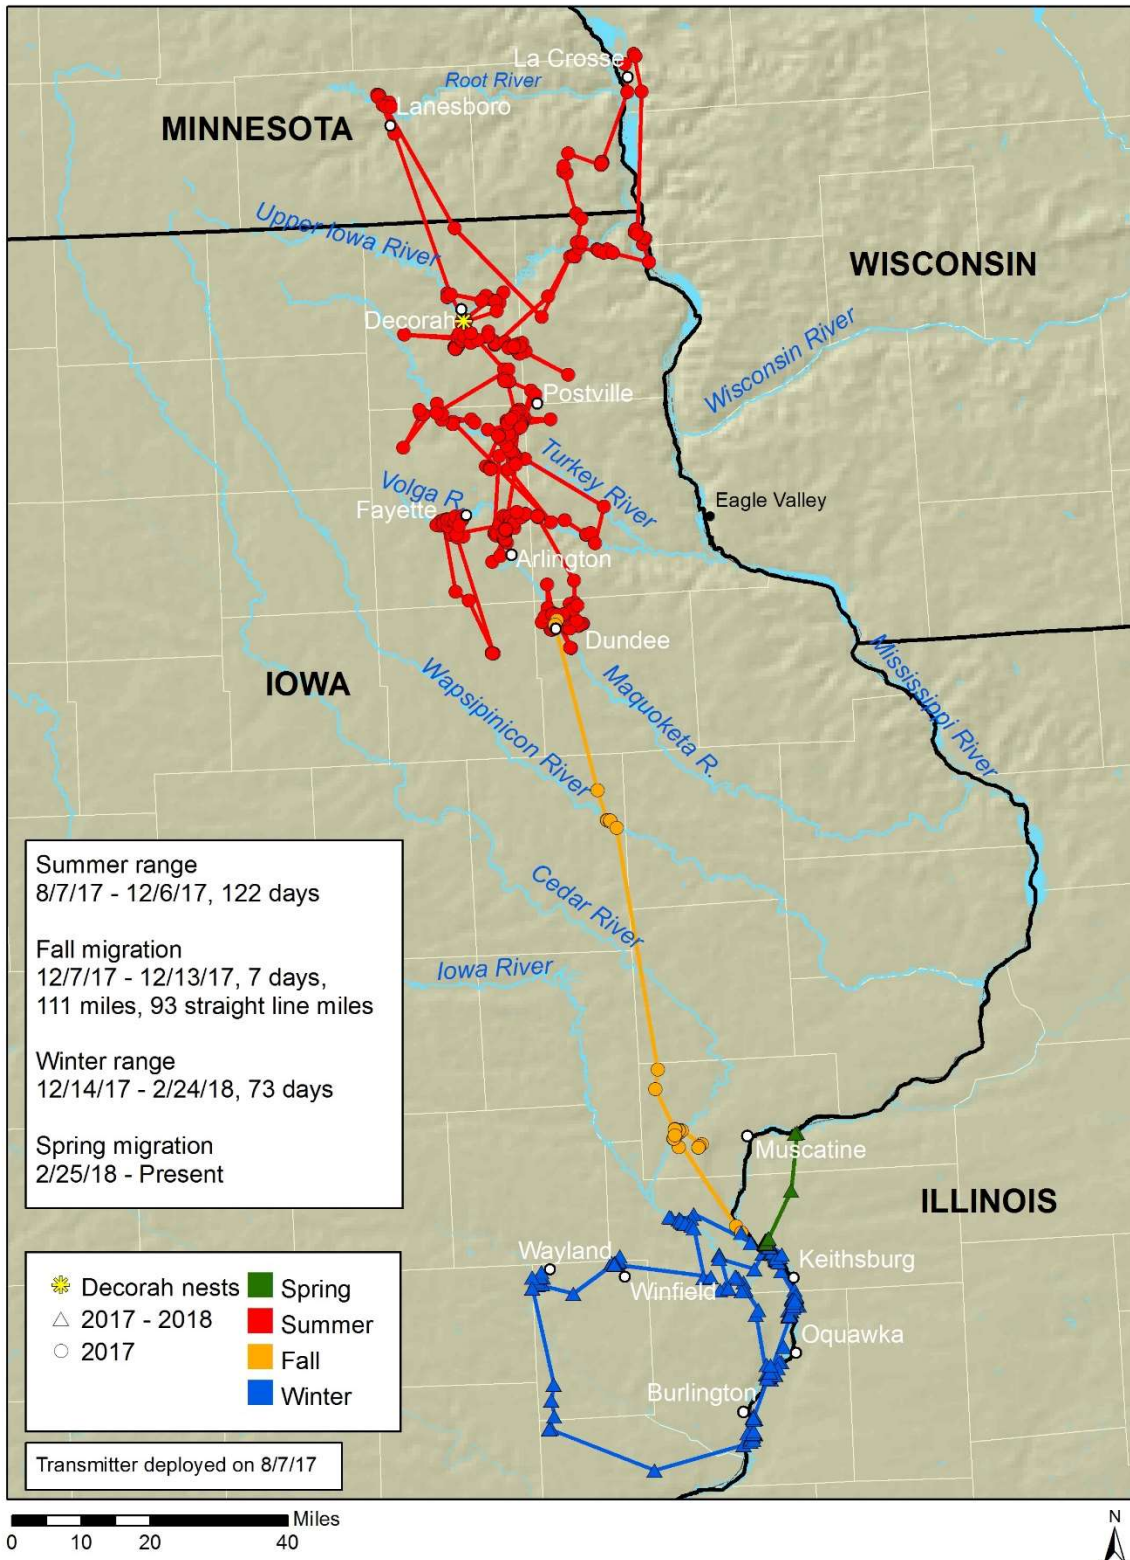 La Crosse
Root River
Lanesboro
MINNESOTA
Upper Iowa River
WISCONSIN
Decorah
Wisconsin River
Postville
Turkey River
Volga R.
Fayette
Eagle Valley
Arlington
Dundee
IOWA
Mississippi River
Wapsipinicon River
Maquoketa R.
Cedar River
Iowa River
Summer range
8/7/17 - 12/6/17, 122 days
Fall migration
12/7/17 - 12/13/17, 7 days,
111 miles, 93 straight line miles
Winter range
12/14/17 - 2/24/18, 73 days
Spring migration
2/25/18 - Present
Muscatine
ILLINOIS
Wayland
Keithsburg
Winfield
Oquawka
Burlington
Decorah nests
2017 - 2018
2017
Spring
Summer
Fall
Winter
Transmitter deployed on 8/7/17
Miles
0 10 20 40
N